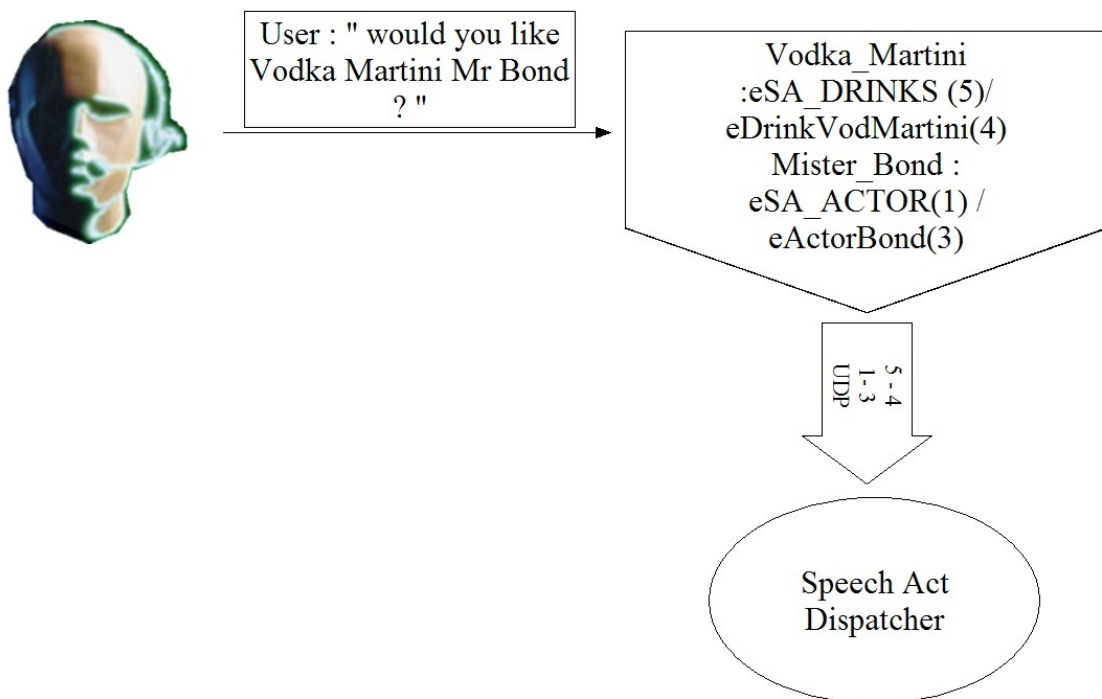 User : " would you like
Vodka Martini Mr Bond
? "
Vodka_Martini
:eSA_DRINKS (5)/
eDrinkVodMartini(4)
Mister_Bond :
eSA_ACTOR(1) /
eActorBond(3)
5 - 4
1- 3
UDP
Speech Act
Dispatcher